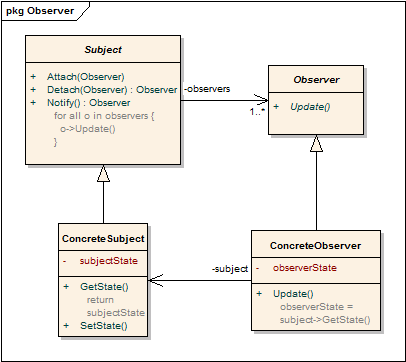 pkg Observer
Subject
+ Attach(Observer)
+ Detach(Observer) : Observer
+ Notify() : Observer
for all o in observers {
o->Update()
}
-observers
1..*
Observer
+ Update()
ConcreteSubject
- subjectState
+ GetState()
return
subjectState
+ SetState()
-subject
ConcreteObserver
- observerState
+ Update()
observerState =
subject->GetState()